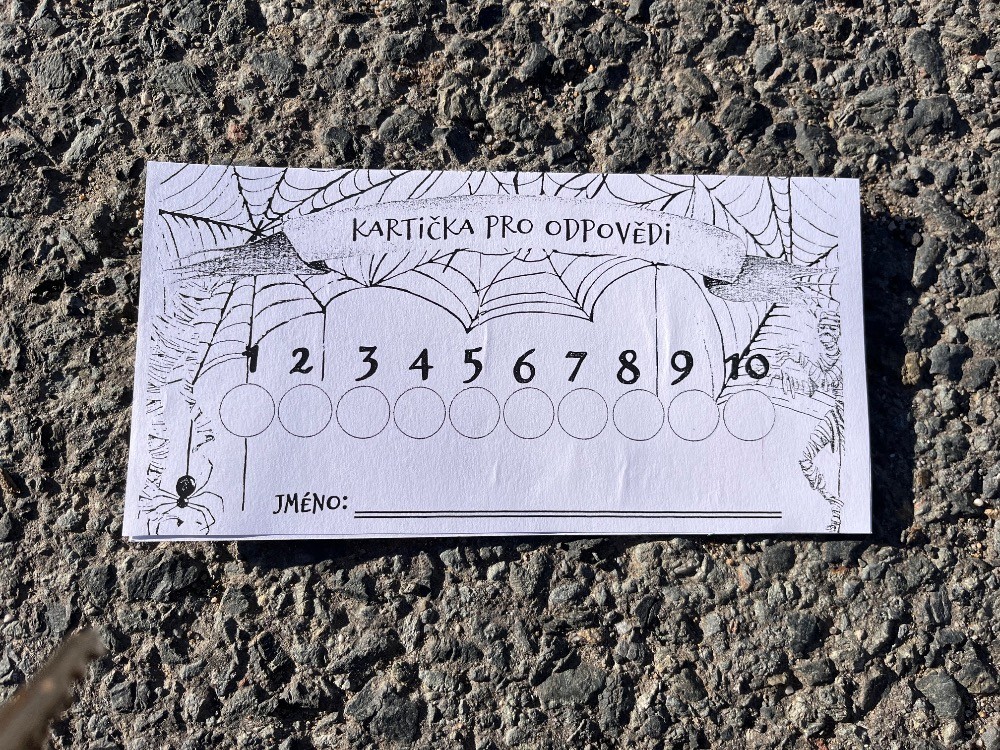 KARTIČKA PRO ODPOVĚDI
1 2 3 4 5 6 7 8 9 10
JMÉNO: